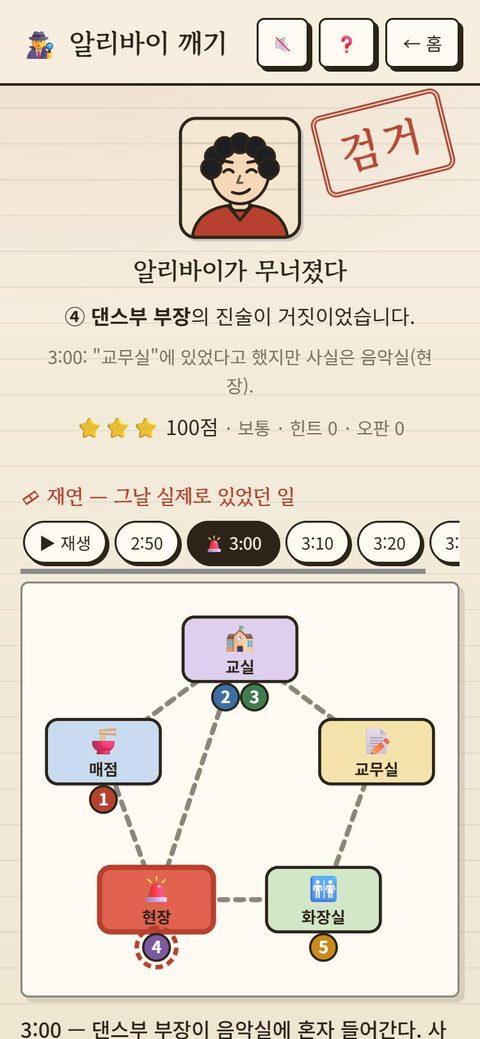 알리바이 깨기
← 홈
검거
알리바이가 무너졌다
④ 댄스부 부장의 진술이 거짓이었습니다.
3:00: "교무실"에 있었다고 했지만 사실은 음악실(현
장).
100점 · 보통 · 힌트 0 · 오판 0
재연 — 그날 실제로 있었던 일
▶ 재생 2:50 3:00 3:10 3:20 3:
교실
2 3
매점
교무실
1
현장
화장실
4
5
3:00 — 댄스부 부장이 음악실에 혼자 들어간다. 사